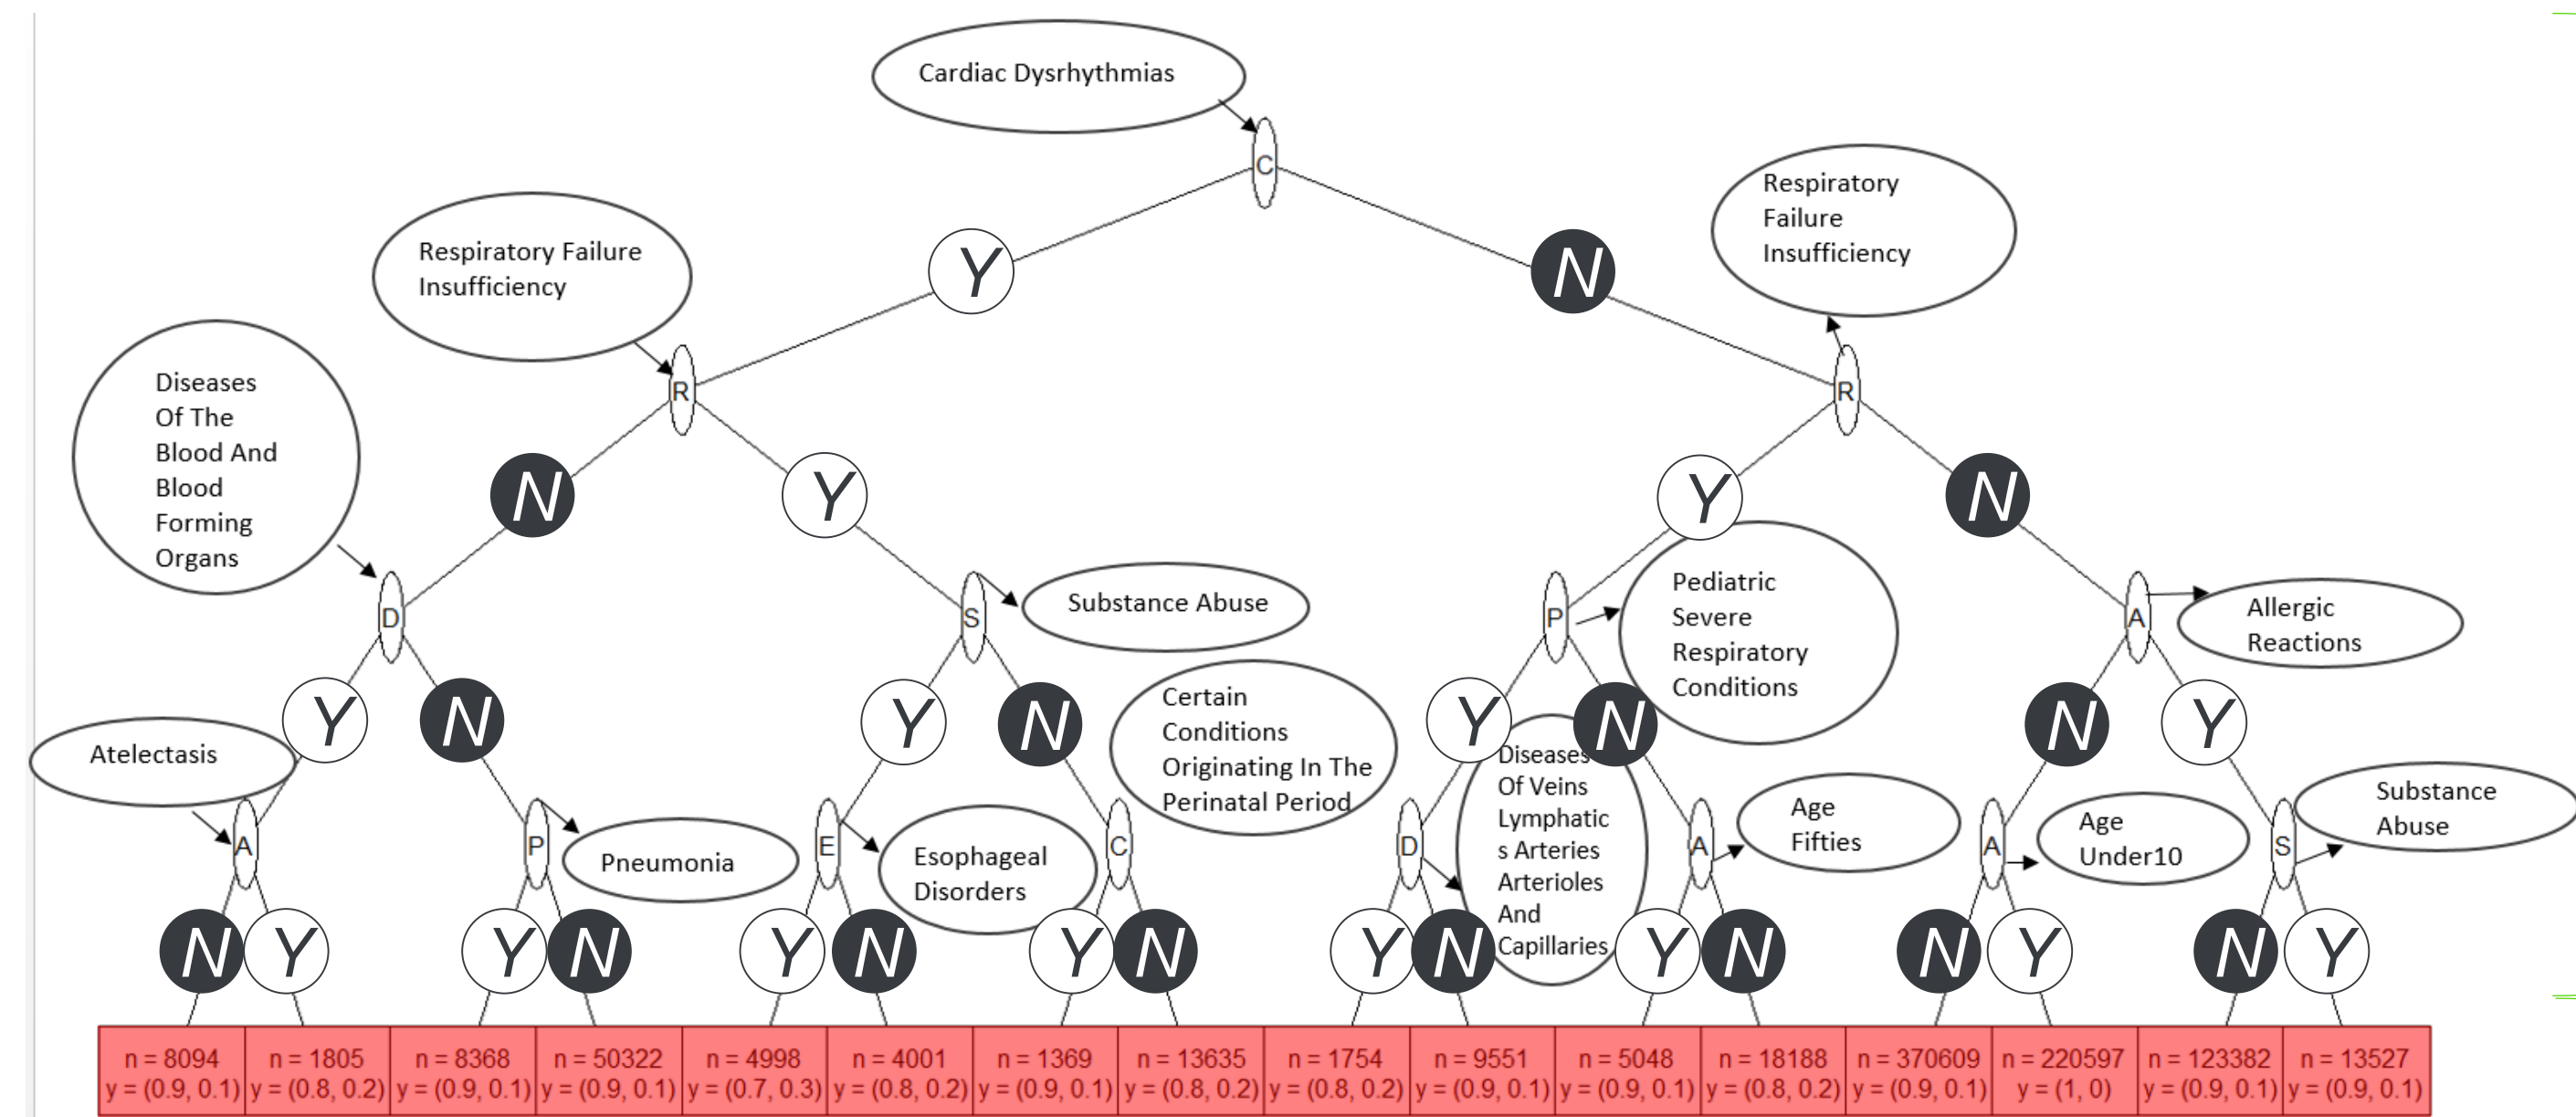 Cardiac Dysrhythmias
C
Respiratory
Failure
Insufficiency
Respiratory Failure
Insufficiency
Y
N
Diseases
Of The
Blood And
Blood
Forming
Organs
R
R
N
Y
Y
N
Pediatric
Severe
Respiratory
Conditions
Substance Abuse
Allergic
Reactions
D
S
P
A
Certain
Conditions
Originating In The
Perinatal Period
Y
N
Y
N
Y
N
N
Y
Atelectasis
Diseases
Of Veins
Lymphatic
s Arteries
Arterioles
And
Capillaries
Substance
Abuse
Age
Fifties
Age
Under10
A
P
E
C
D
A
A
S
Pneumonia
Esophageal
Disorders
N
Y
Y
N
Y
N
Y
N
Y
N
Y
N
N
Y
N
Y
n = 8094
y = (0.9, 0.1)
n = 1805
y = (0.8, 0.2)
n = 8368
y = (0.9, 0.1)
n = 50322
y = (0.9, 0.1)
n = 4998
y = (0.7, 0.3)
n = 4001
y = (0.8, 0.2)
n = 1369
y = (0.9, 0.1)
n = 13635
y = (0.8, 0.2)
n = 1754
y = (0.8, 0.2)
n = 9551
y = (0.9, 0.1)
n = 5048
y = (0.9, 0.1)
n = 18188
y = (0.8, 0.2)
n = 370609
y = (0.9, 0.1)
n = 220597
y = (1, 0)
n = 123382
y = (0.9, 0.1)
n = 13527
y = (0.9, 0.1)